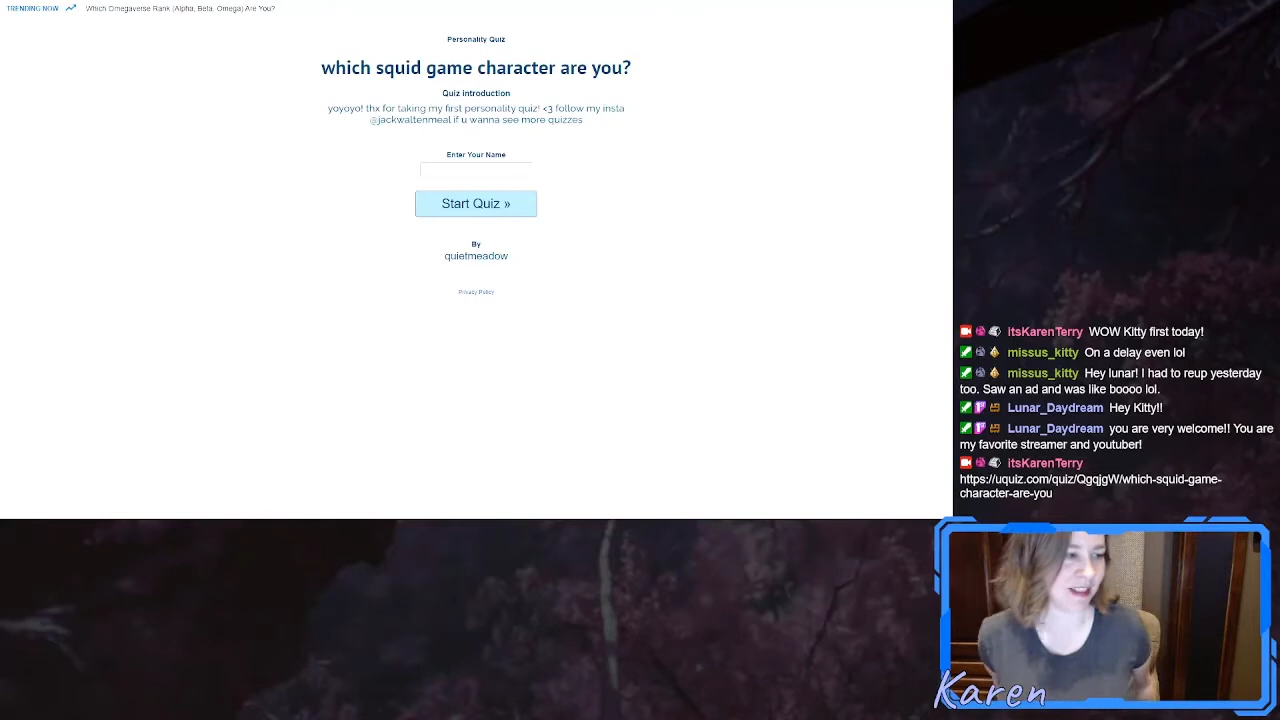 TRENDING NOW Which Omegaverse Rank (Alpha, Beta, Omega) Are You?
Personality Quiz
which squid game character are you?
Quiz introduction
yoyoyo! thx for taking my first personality quiz! <3 follow my insta
@jackwaltenmeal if u wanna see more quizzes
Enter Your Name
Start Quiz »
By
quietmeadow
Privacy Policy
itsKarenTerry WOW Kitty first today!
missus_kitty On a delay even lol
missus_kitty Hey lunar! I had to reup yesterday
too. Saw an ad and was like boooo lol.
Lunar_Daydream Hey Kitty!!
Lunar_Daydream you are very welcome!! You are
my favorite streamer and youtuber!
itsKarenTerry
https://uquiz.com/quiz/QgqjgW/which-squid-game-
character-are-you
Karen